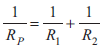 1/R_P = 1/R_1 + 1/R_2